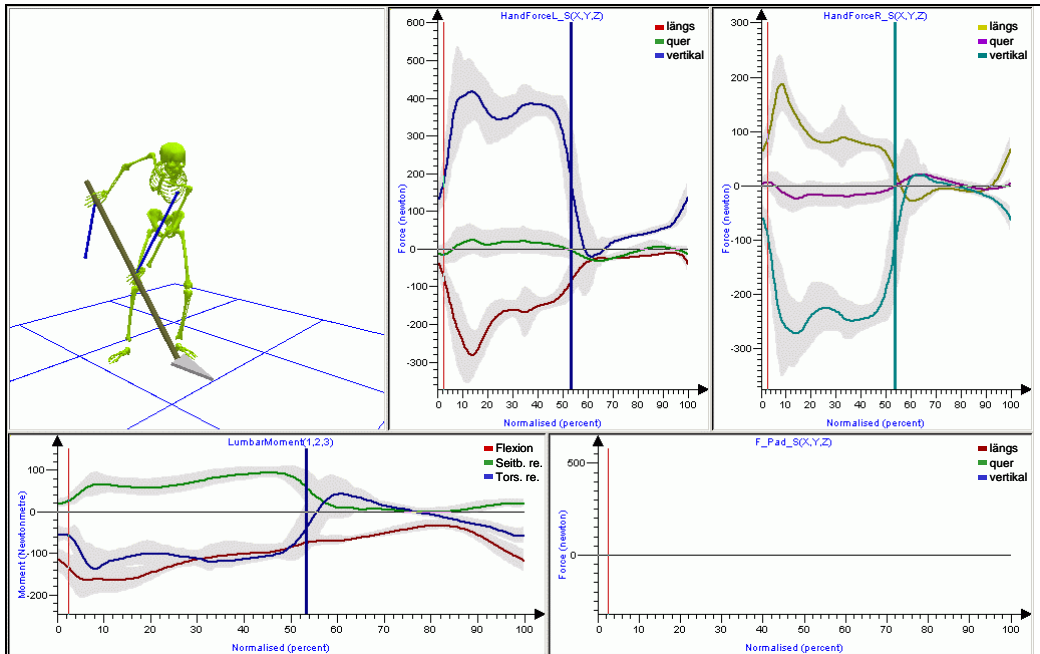 HandForceL_S(X,Y,Z)
längs
quer
vertikal
600
500
400
300
200
100
0
-100
-200
-300
Force (newton)
0 10 20 30 40 50 60 70 80 90 100
Normalised (percent)
HandForceR_S(X,Y,Z)
längs
quer
vertikal
300
200
100
0
-100
-200
-300
Force (newton)
0 10 20 30 40 50 60 70 80 90 100
Normalised (percent)
LumbarMoment(1,2,3)
Flexion
Seitb. re.
Tors. re.
100
0
-100
-200
Moment (Newtonmetre)
0 10 20 30 40 50 60 70 80 90 100
Normalised (percent)
F_Pad_S(X,Y,Z)
längs
quer
vertikal
500
0
Force (newton)
0 10 20 30 40 50 60 70 80 90 100
Normalised (percent)